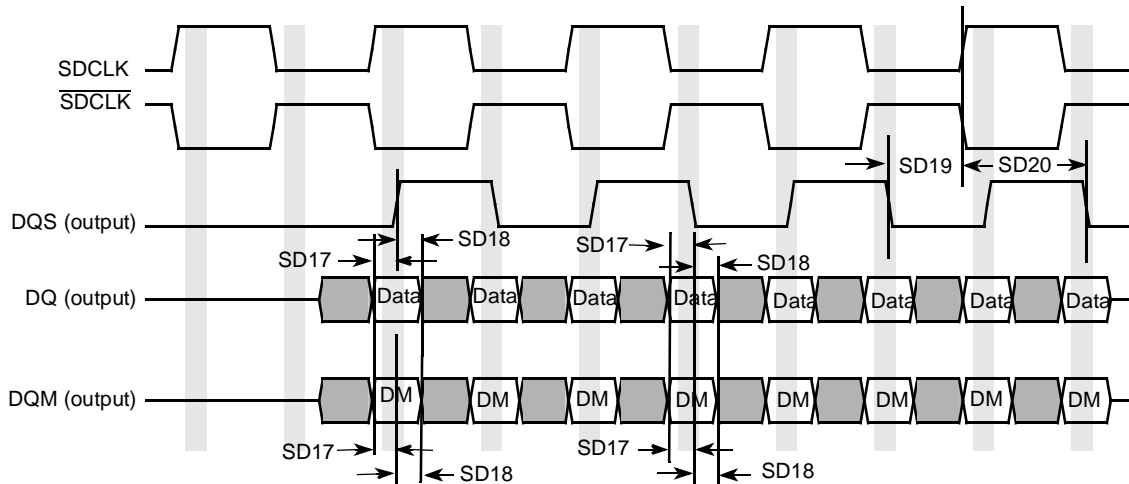 SDCLK
SDCLK
SD19 SD20
DQS (output)
SD18 SD17
SD17 SD18
DQ (output) Data Data Data Data Data Data Data Data
DQM (output) DM DM DM DM DM DM DM DM
SD17 SD17
SD18 SD18